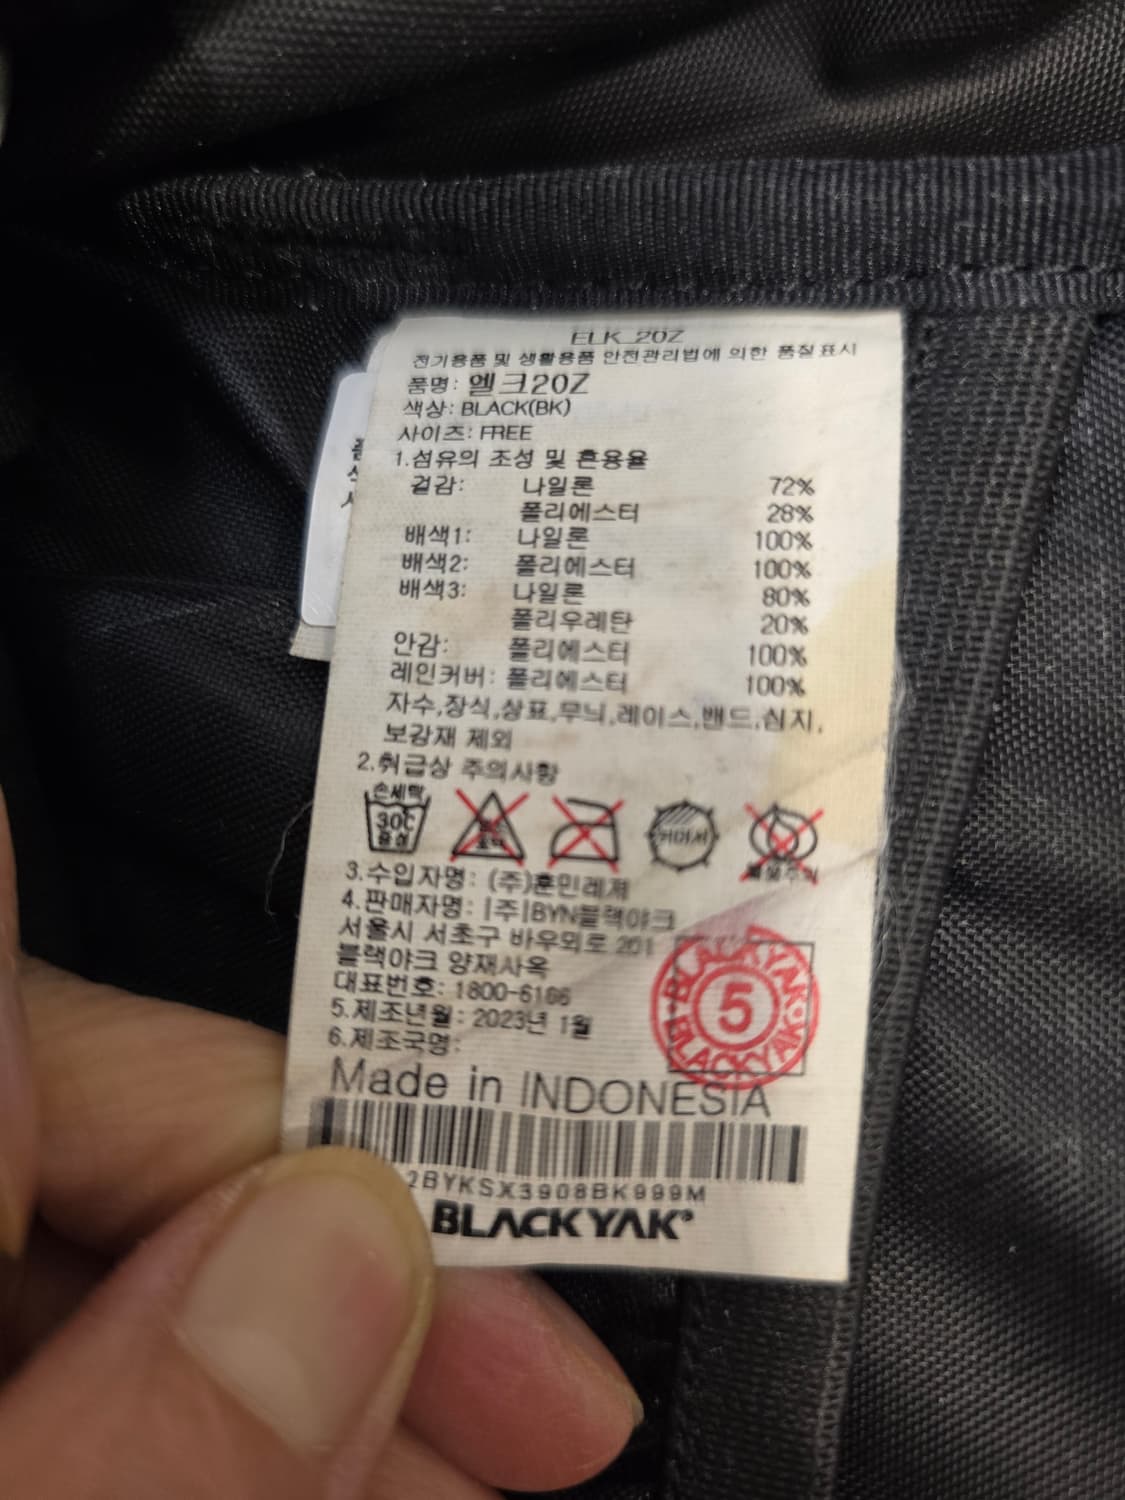 ELK_20Z
전기용품 및 생활용품 안전관리법에 의한 품질표시
품명: 엘크20Z
색상: BLACK(BK)
사이즈: FREE
1.섬유의 조성 및 혼용율
겉감: 나일론 72%
폴리에스터 28%
배색1: 나일론 100%
배색2: 폴리에스터 100%
배색3: 나일론 80%
폴리우레탄 20%
안감: 폴리에스터 100%
레인커버: 폴리에스터 100%
자수,장식,상표,무늬,레이스,밴드,심지,
보강재 제외
2.취급상 주의사항
손세탁
30C
중성
뉘어서
3.수입자명: (주)훈민레저
4.판매자명: (주)BYN블랙야크
서울시 서초구 바우뫼로 201
블랙야크 양재사옥
대표번호: 1800-6166
5.제조년월: 2023년 1월
6.제조국명:
Made in INDONESIA
BLACKYAK
5
BLACKYAK
2BYKSX3908BK999M
BLACKYAK